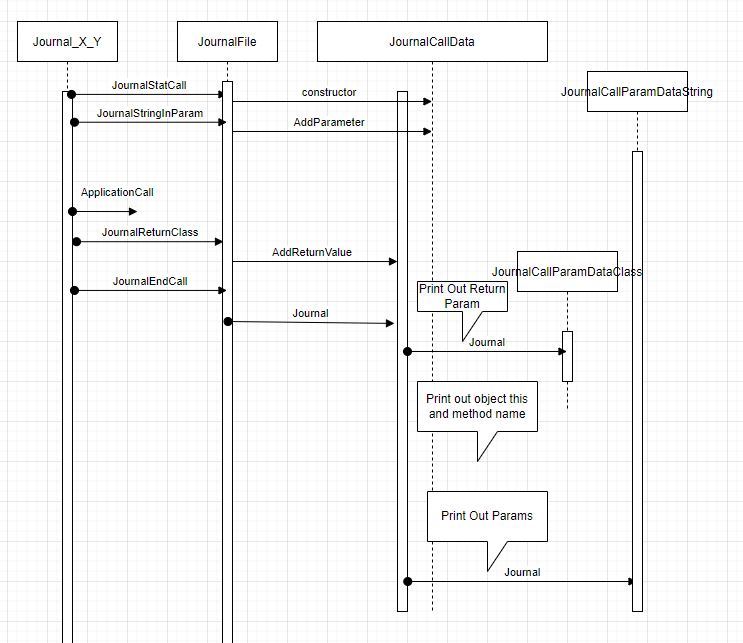 Journal_X_Y
JournalFile
JournalCallData
JournalCallParamDataString
JournalStatCall
constructor
JournalStringInParam
AddParameter
ApplicationCall
JournalReturnClass
AddReturnValue
JournalCallParamDataClass
JournalEndCall
Print Out Return
Param
Journal
Journal
Print out object this
and method name
Print Out Params
Journal